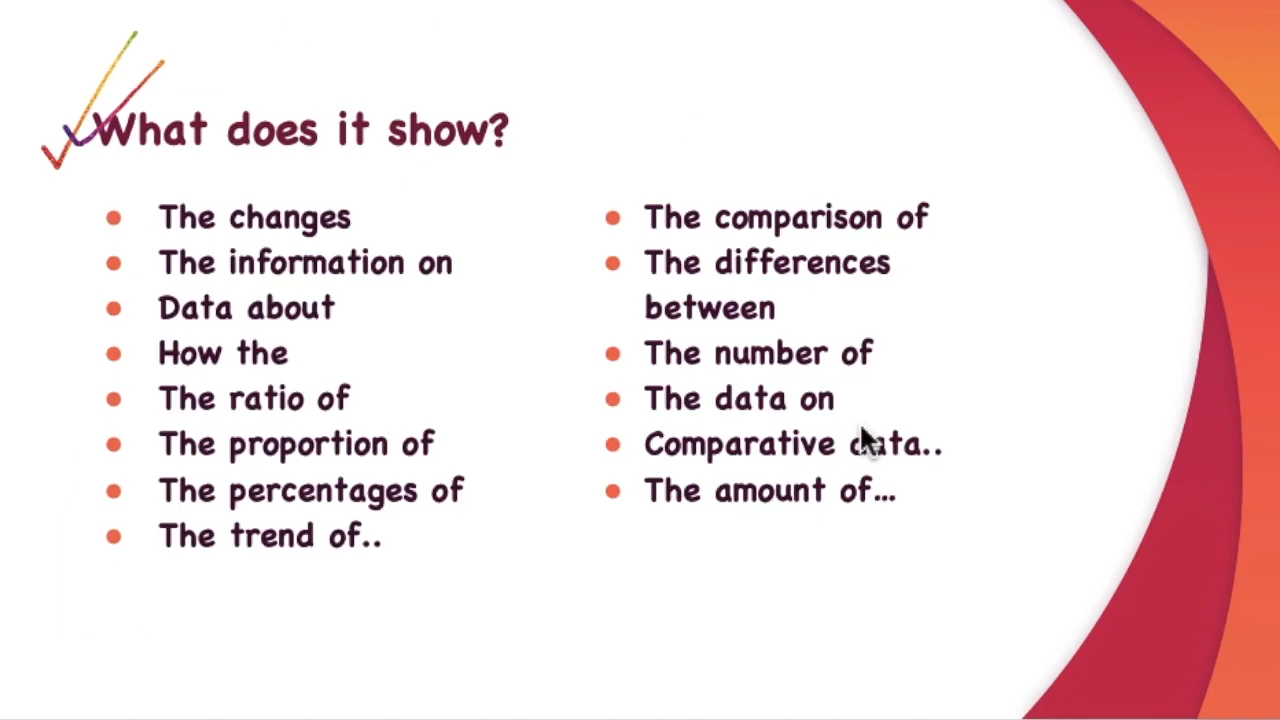 What does it show?
The changes
The information on
Data about
How the
The ratio of
The proportion of
The percentages of
The trend of..
The comparison of
The differences
between
The number of
The data on
Comparative data..
The amount of...